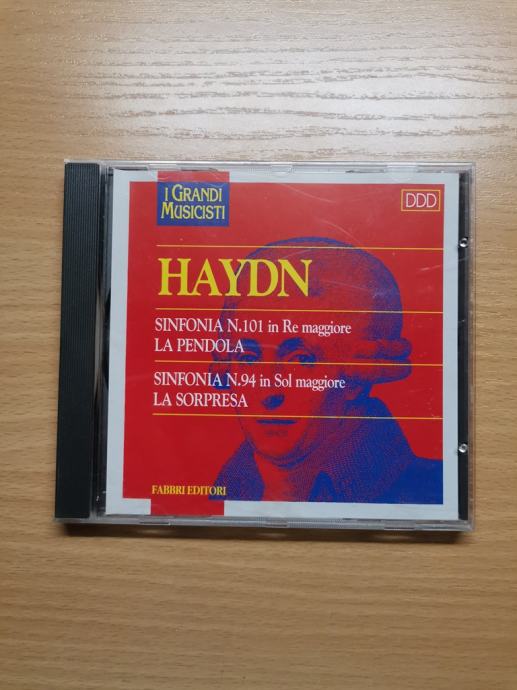 I GRANDI
MUSICISTI
DDD
HAYDN
SINFONIA N.101 in Re maggiore
LA PENDOLA
SINFONIA N.94 in Sol maggiore
LA SORPRESA
FABBRI EDITORI